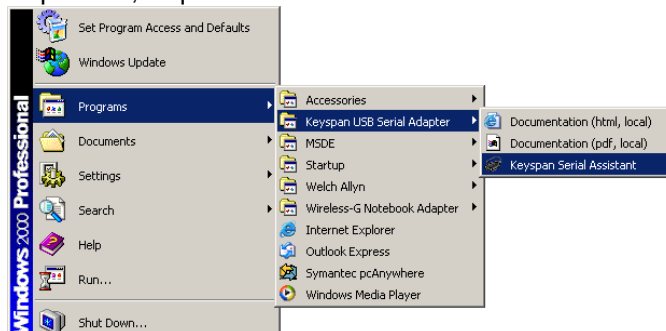 Set Program Access and Defaults
Windows Update
Programs
Documents
Settings
Search
Help
Run...
Shut Down...
Windows 2000 Professional
Accessories
Keyspan USB Serial Adapter
MSDE
Startup
Welch Allyn
Wireless-G Notebook Adapter
Internet Explorer
Outlook Express
Symantec pcAnywhere
Windows Media Player
Documentation (html, local)
Documentation (pdf, local)
Keyspan Serial Assistant